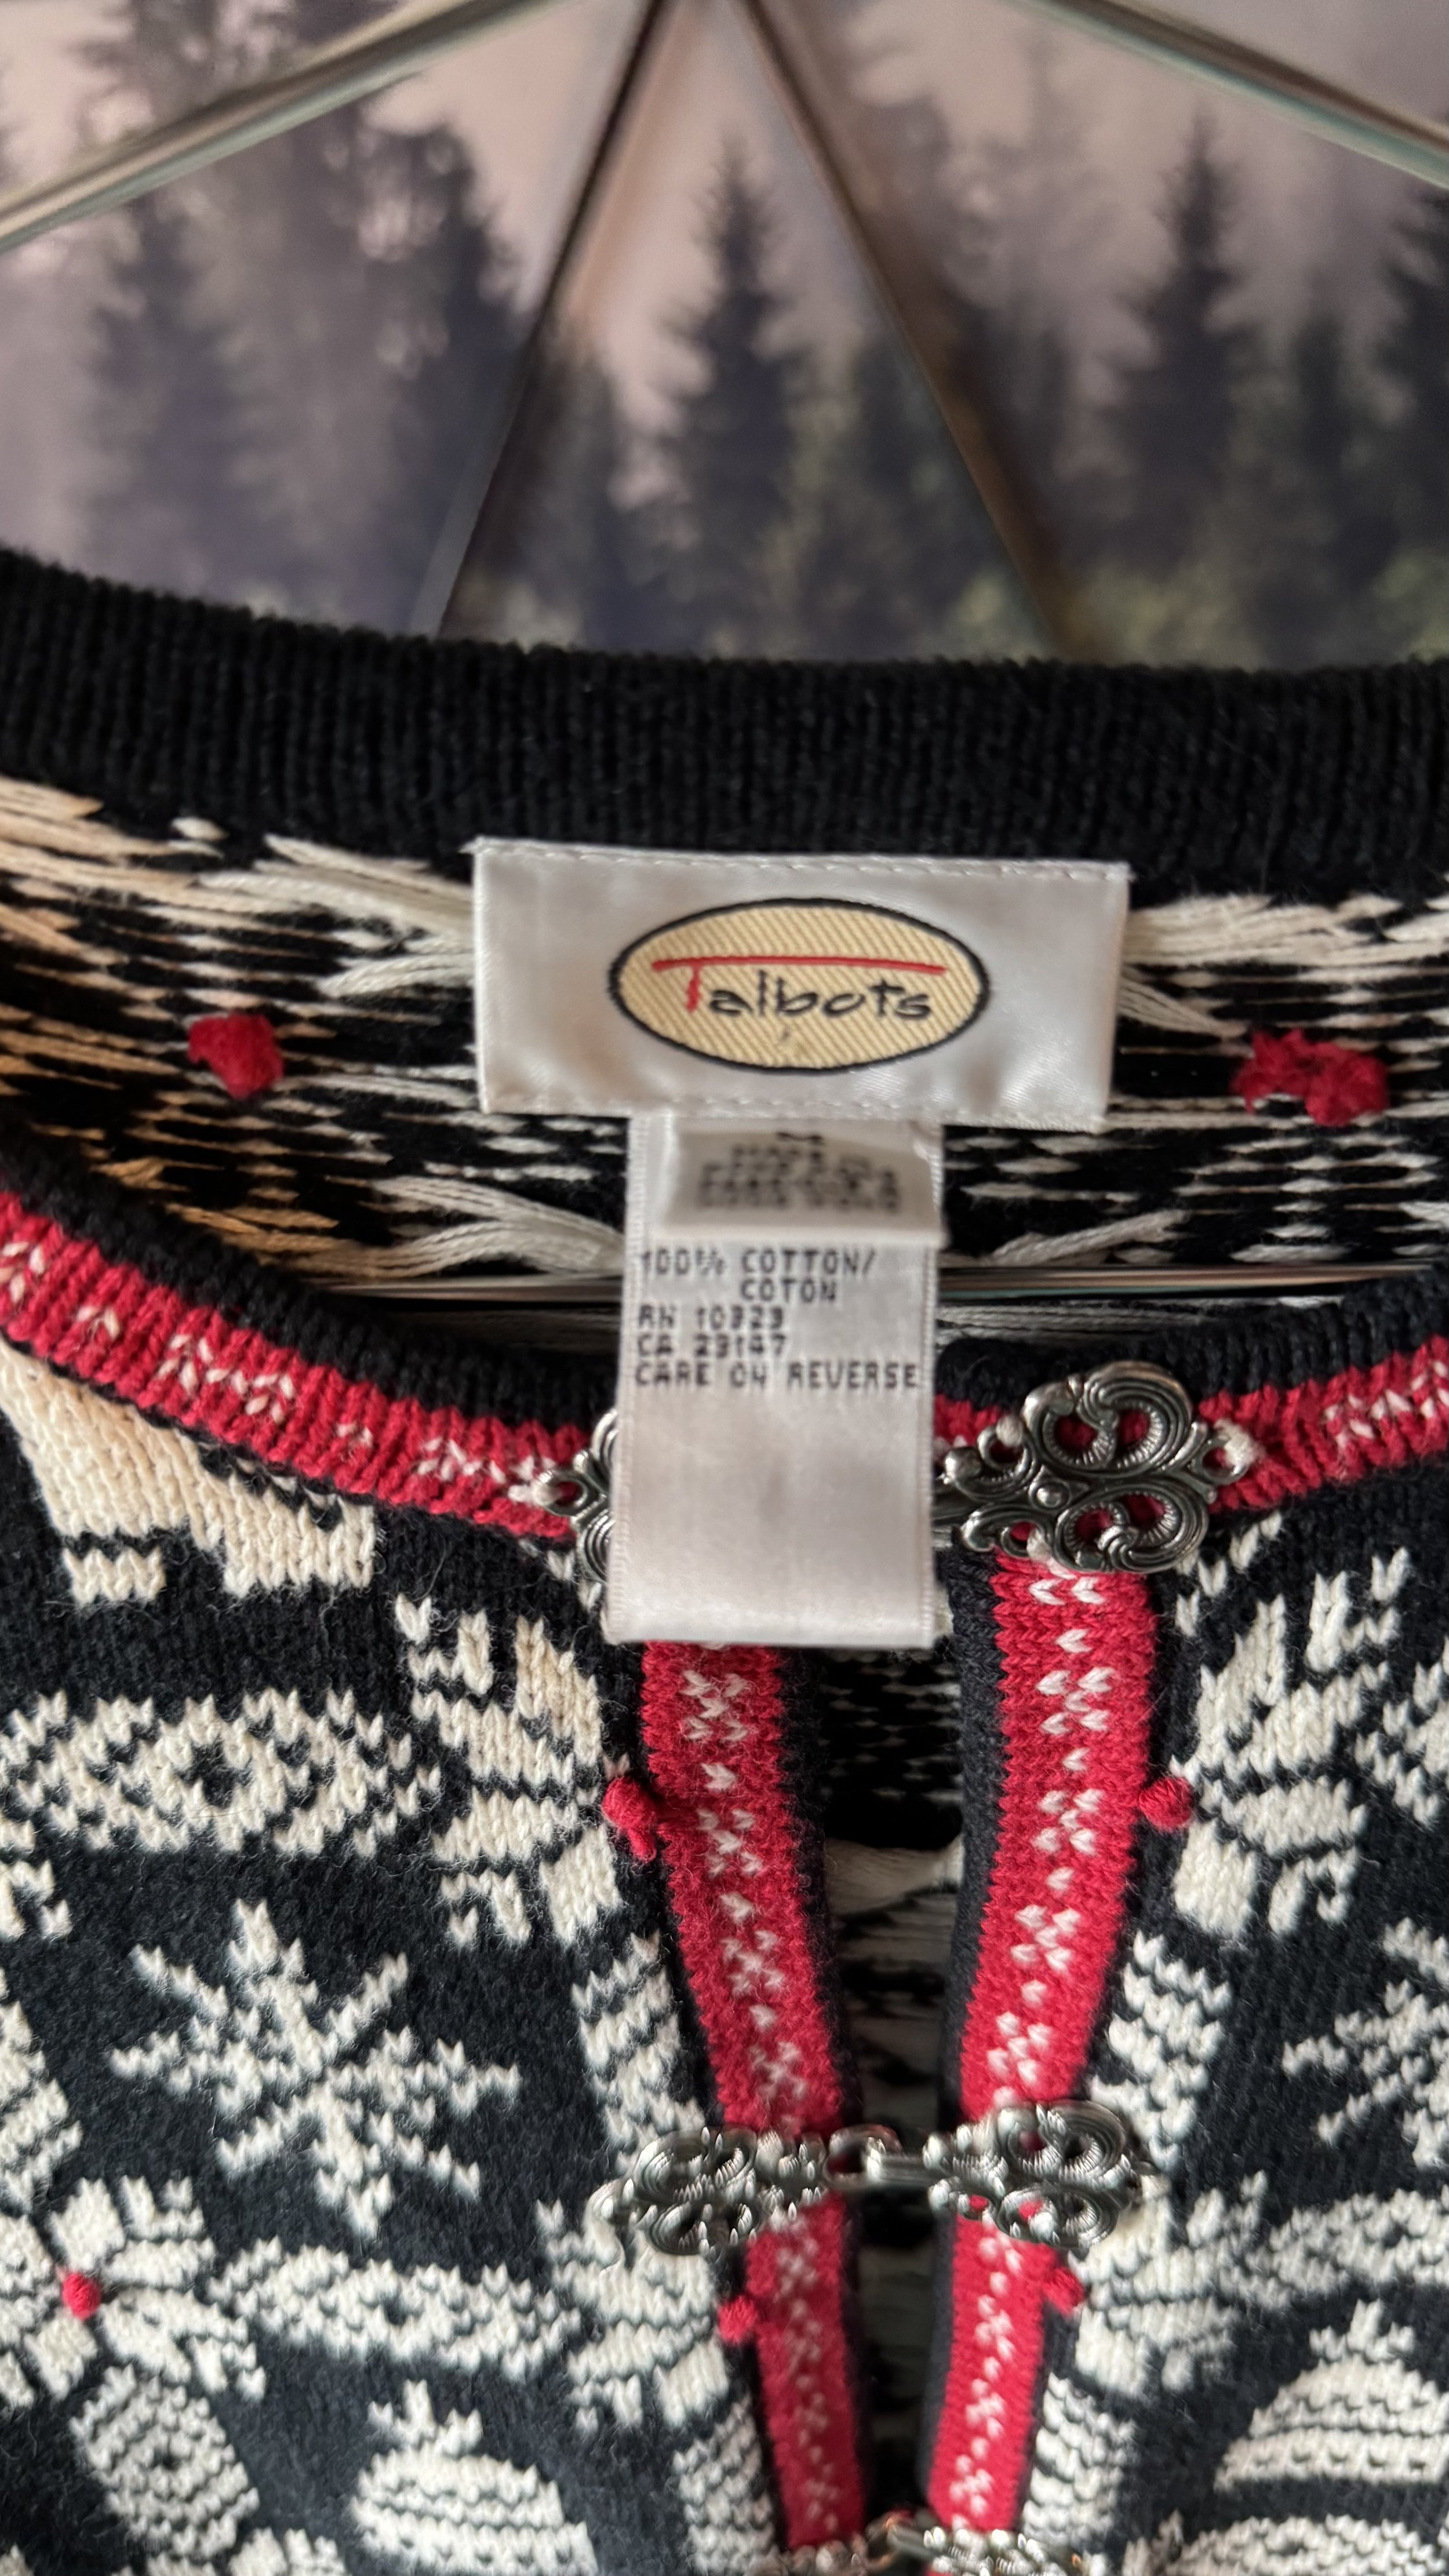 Talbots
M
100% COTTON/
COTON
RN 10323
CA 23147
CARE ON REVERSE